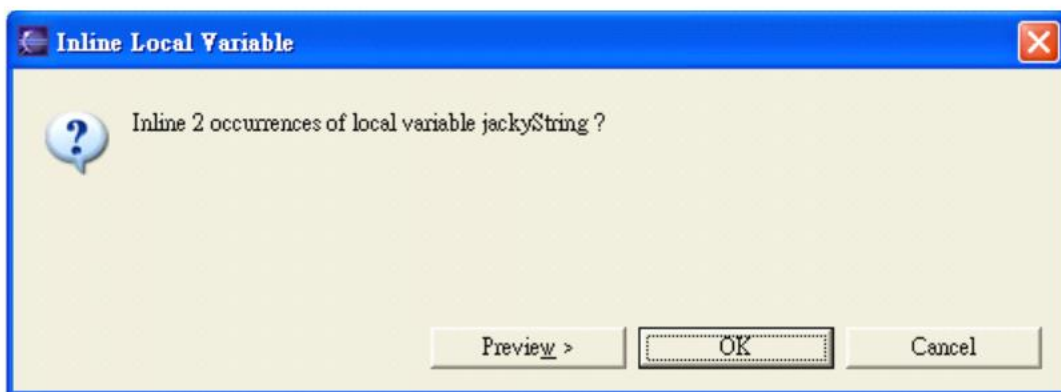 Inline Local Variable
Inline 2 occurrences of local variable jackyString ?
Preview > OK Cancel